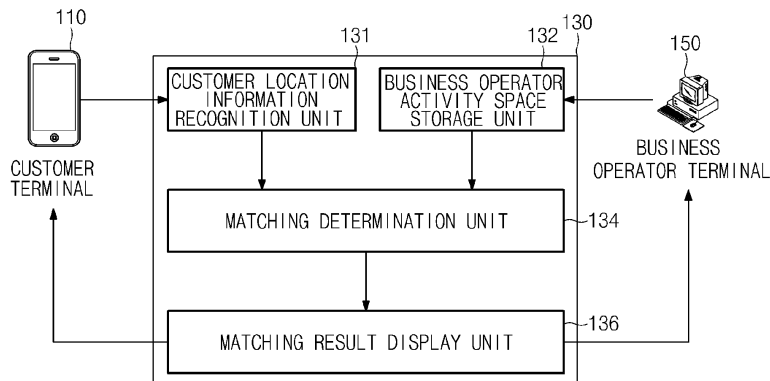 110
131
132
130
150
CUSTOMER LOCATION
INFORMATION
RECOGNITION UNIT
BUSINESS OPERATOR
ACTIVITY SPACE
STORAGE UNIT
CUSTOMER
TERMINAL
BUSINESS
OPERATOR TERMINAL
MATCHING DETERMINATION UNIT
134
MATCHING RESULT DISPLAY UNIT
136